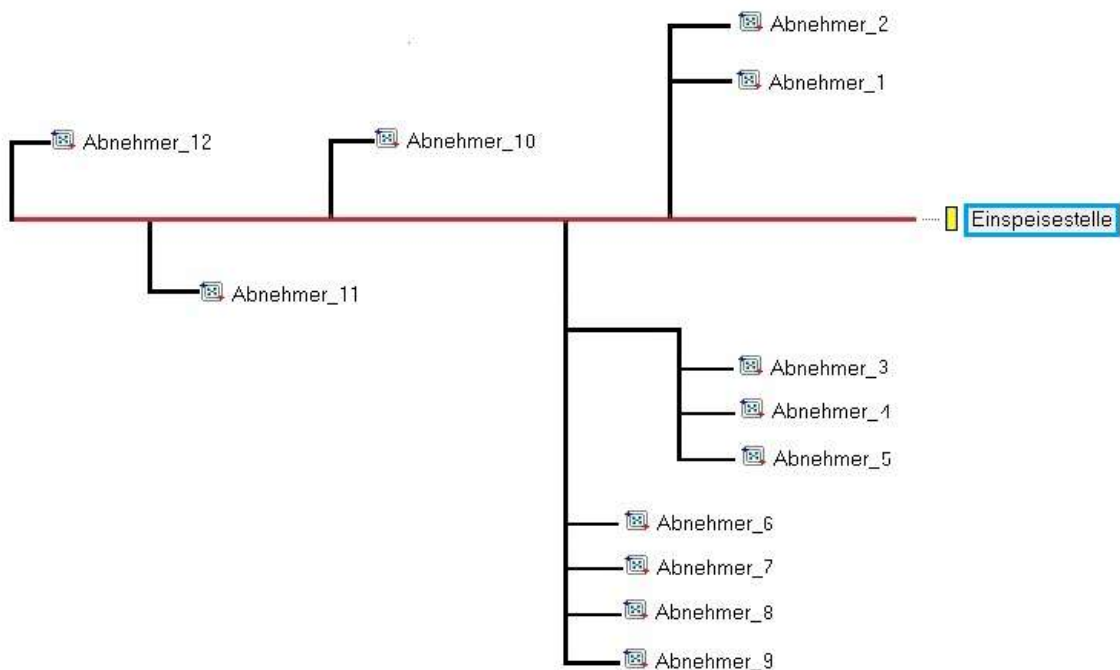 Abnehmer_2
Abnehmer_1
Abnehmer_12
Abnehmer_10
Einspeisestelle
Abnehmer_11
Abnehmer_3
Abnehmer_4
Abnehmer_5
Abnehmer_6
Abnehmer_7
Abnehmer_8
Abnehmer_9